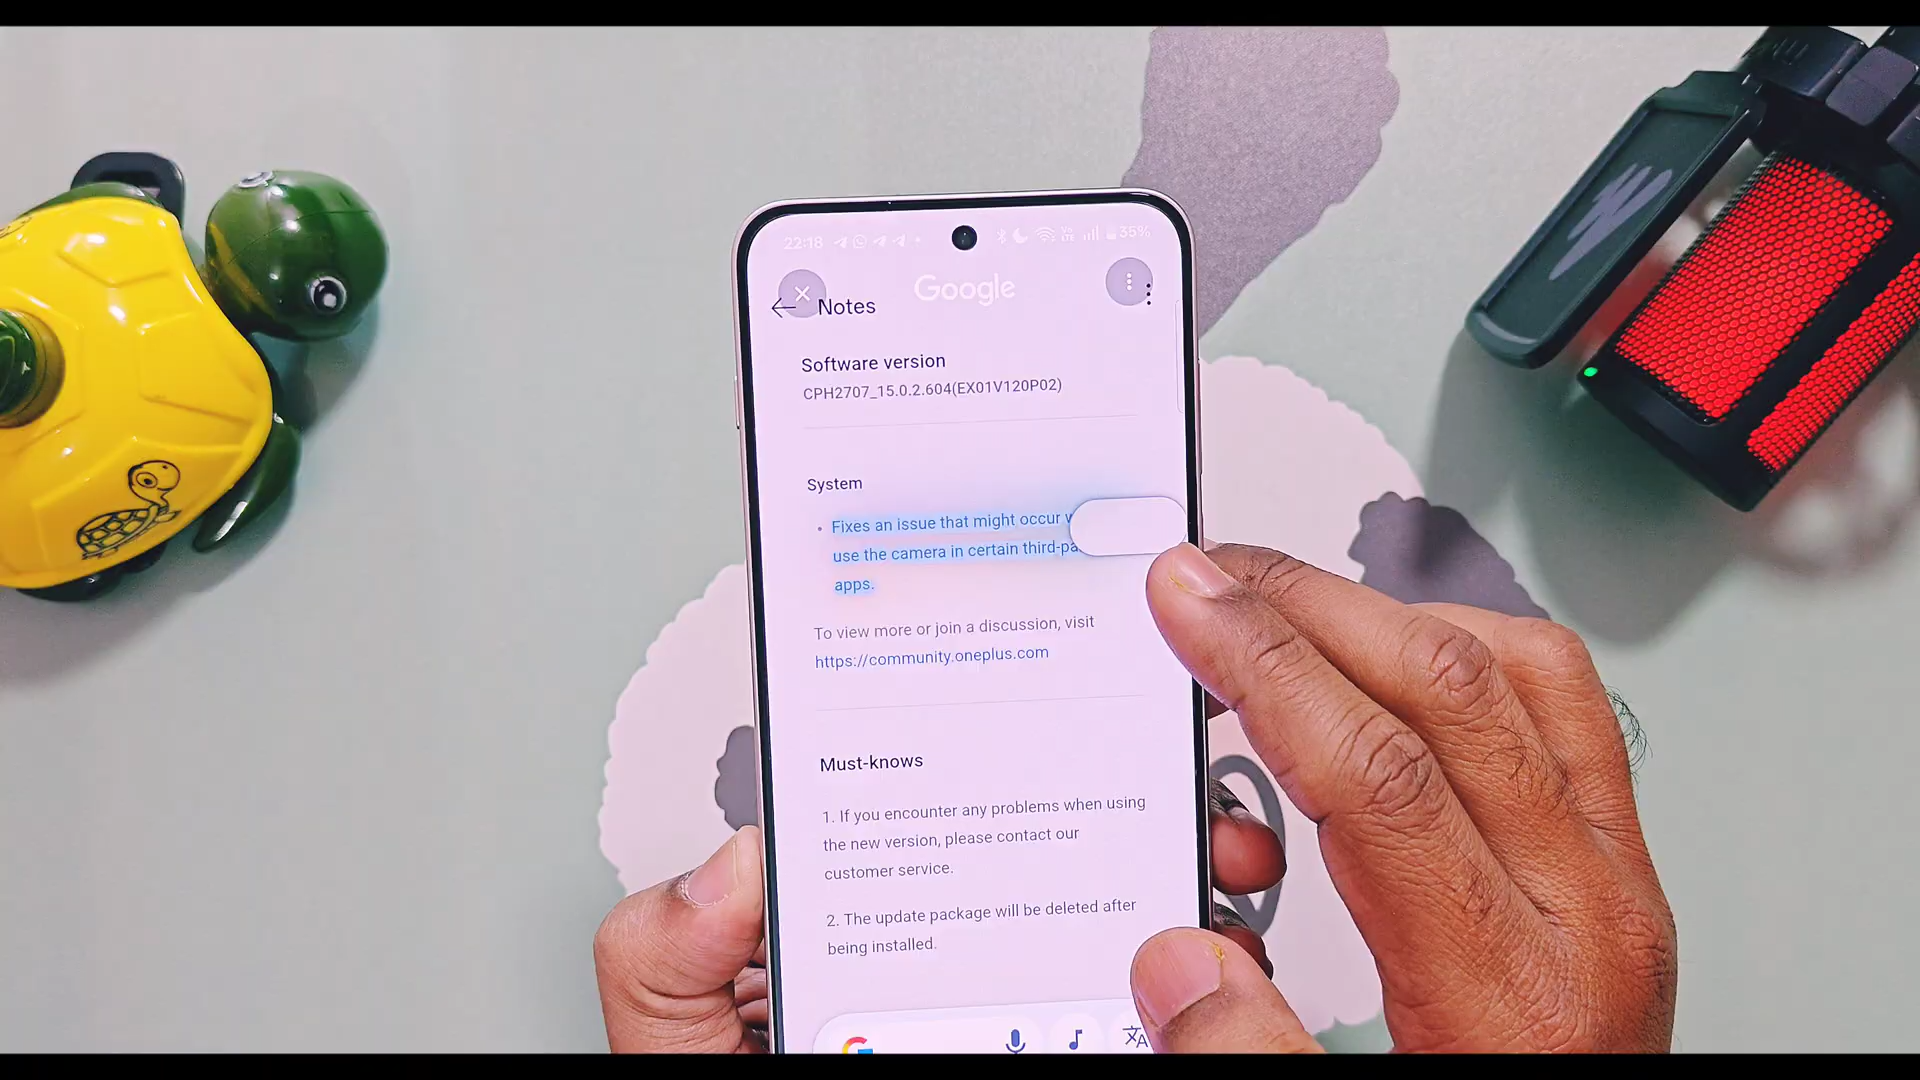 22:18
35%
Google
Notes
Software version
CPH2707_15.0.2.604(EX01V120P02)
System
• Fixes an issue that might occur
use the camera in certain third-pa
apps.
To view more or join a discussion, visit
https://community.oneplus.com
Must-knows
1. If you encounter any problems when using
the new version, please contact our
customer service.
2. The update package will be deleted after
being installed.